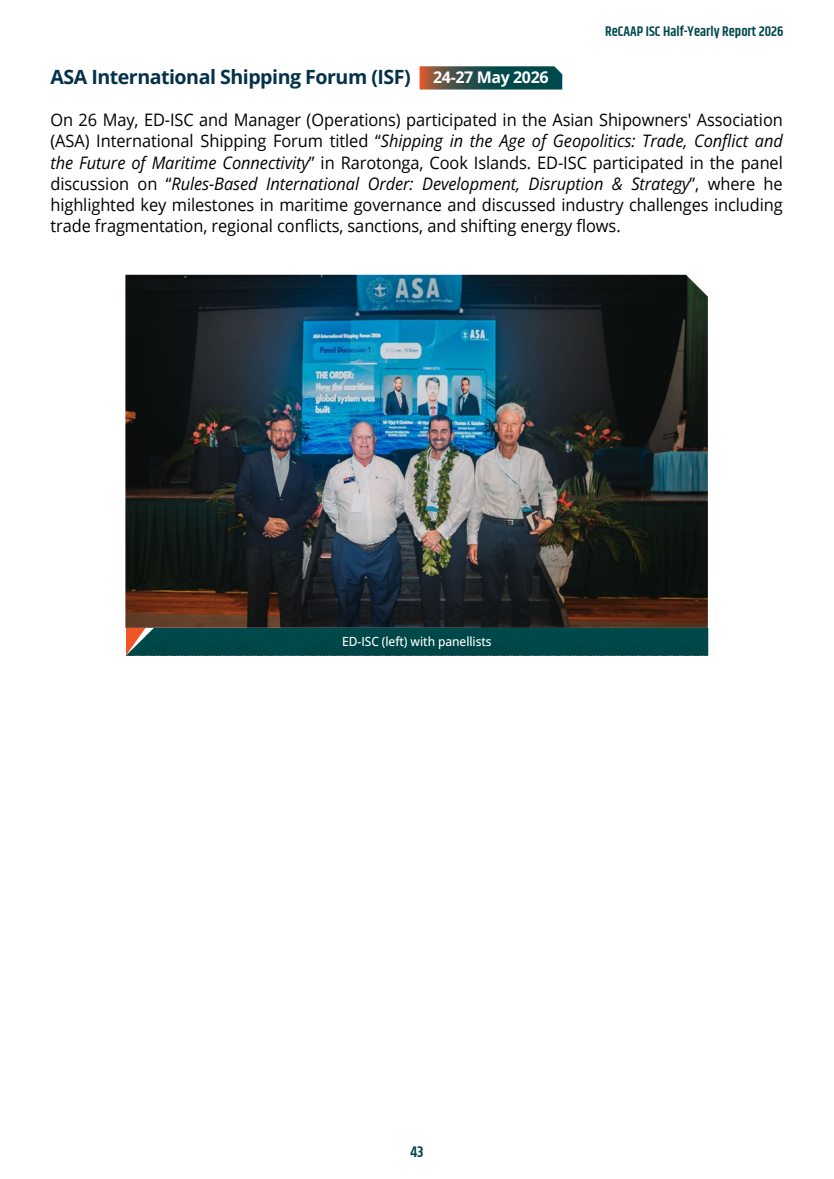 ReCAAP ISC Half-Yearly Report 2026
ASA International Shipping Forum (ISF) 24-27 May 2026
On 26 May, ED-ISC and Manager (Operations) participated in the Asian Shipowners' Association
(ASA) International Shipping Forum titled “Shipping in the Age of Geopolitics: Trade, Conflict and
the Future of Maritime Connectivity” in Rarotonga, Cook Islands. ED-ISC participated in the panel
discussion on “Rules-Based International Order: Development, Disruption & Strategy”, where he
highlighted key milestones in maritime governance and discussed industry challenges including
trade fragmentation, regional conflicts, sanctions, and shifting energy flows.
ASA
Asian Shipowners' Association
ASA International Shipping Forum 2026
ASA
Panel Discussion 1
PANELISTS
THE ORDER:
How the maritime
global system was
built
ED-ISC (left) with panellists
43